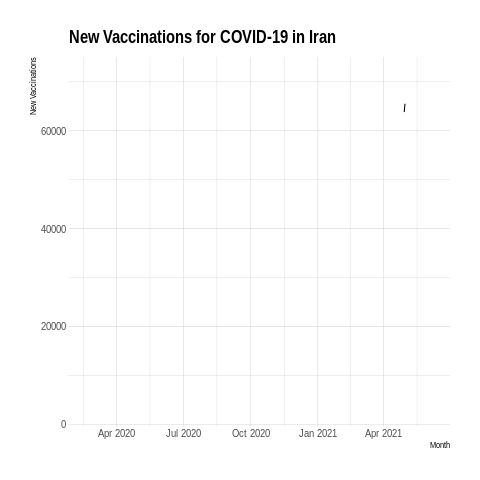 New Vaccinations for COVID-19 in Iran
New Vaccinations
60000
40000
20000
0
Apr 2020 Jul 2020 Oct 2020 Jan 2021 Apr 2021
Month